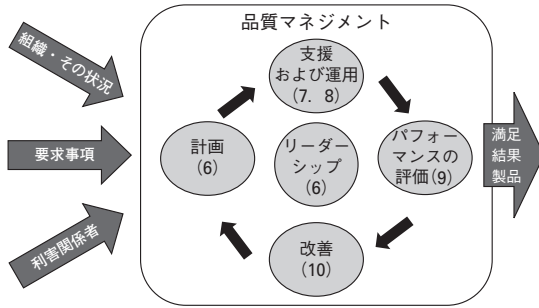 品質マネジメント
組織・その状況
要求事項
利害関係者
支援
および運用
(7. 8)
計画
(6)
リーダー
シップ
(6)
パフォー
マンスの
評価(9)
改善
(10)
満足
結果
製品